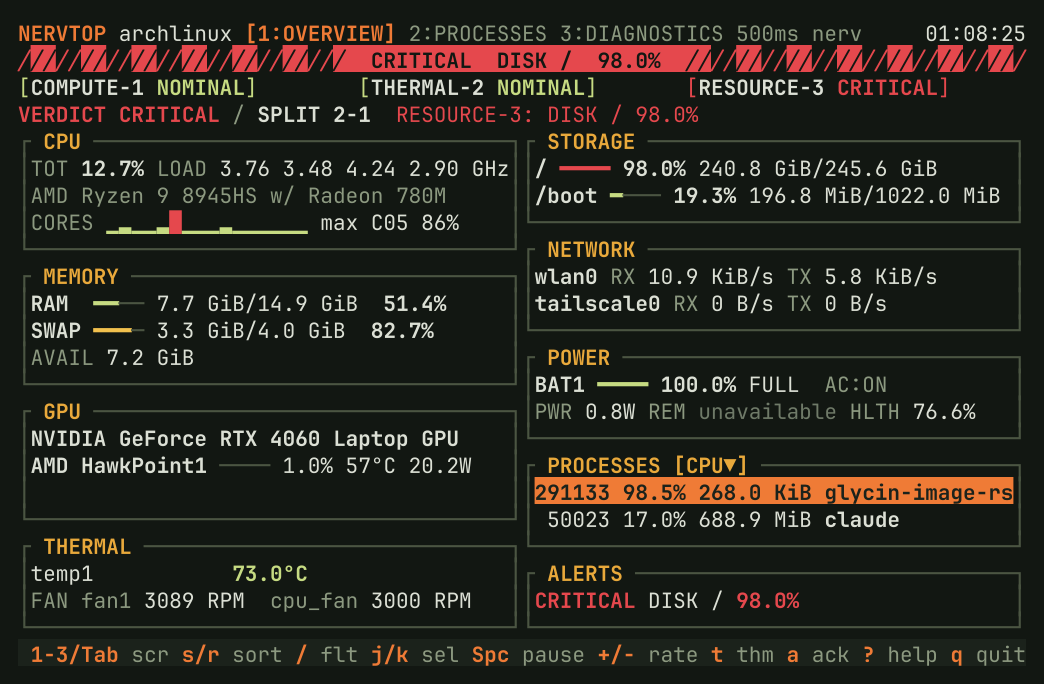 NERVTOP archlinux [1:OVERVIEW] 2:PROCESSES 3:DIAGNOSTICS 500ms nerv 01:08:25
CRITICAL DISK / 98.0%
[COMPUTE-1 NOMINAL] [THERMAL-2 NOMINAL] [RESOURCE-3 CRITICAL]
VERDICT CRITICAL / SPLIT 2-1 RESOURCE-3: DISK / 98.0%
CPU
TOT 12.7% LOAD 3.76 3.48 4.24 2.90 GHz
AMD Ryzen 9 8945HS w/ Radeon 780M
CORES max C05 86%
MEMORY
RAM 7.7 GiB/14.9 GiB 51.4%
SWAP 3.3 GiB/4.0 GiB 82.7%
AVAIL 7.2 GiB
GPU
NVIDIA GeForce RTX 4060 Laptop GPU
AMD HawkPoint1 1.0% 57°C 20.2W
THERMAL
temp1 73.0°C
FAN fan1 3089 RPM cpu_fan 3000 RPM
STORAGE
/ 98.0% 240.8 GiB/245.6 GiB
/boot 19.3% 196.8 MiB/1022.0 MiB
NETWORK
wlan0 RX 10.9 KiB/s TX 5.8 KiB/s
tailscale0 RX 0 B/s TX 0 B/s
POWER
BAT1 100.0% FULL AC:ON
PWR 0.8W REM unavailable HLTH 76.6%
PROCESSES [CPU▼]
291133 98.5% 268.0 KiB glycin-image-rs
50023 17.0% 688.9 MiB claude
ALERTS
CRITICAL DISK / 98.0%
1-3/Tab scr s/r sort / flt j/k sel Spc pause +/- rate t thm a ack ? help q quit